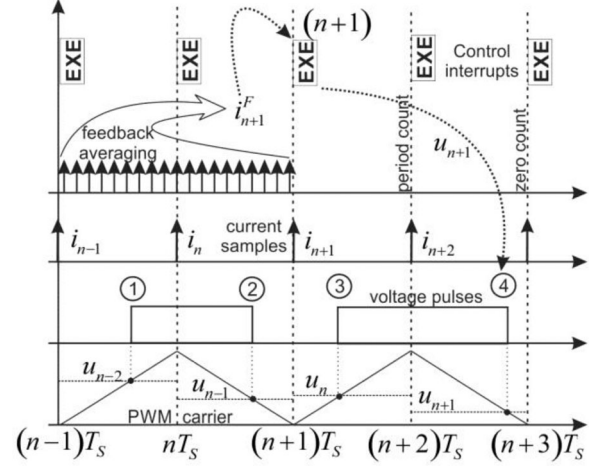 (n+1)
EXE
EXE
EXE
EXE
EXE
Control
interrupts
i^F_{n+1}
feedback
averaging
period count
u_{n+1}
zero count
i_{n-1}
i_n
current
samples
i_{n+1}
i_{n+2}
1
2
3
4
voltage pulses
u_{n-2}
u_{n-1}
u_n
u_{n+1}
PWM carrier
(n-1)T_S
nT_S
(n+1)T_S
(n+2)T_S
(n+3)T_S